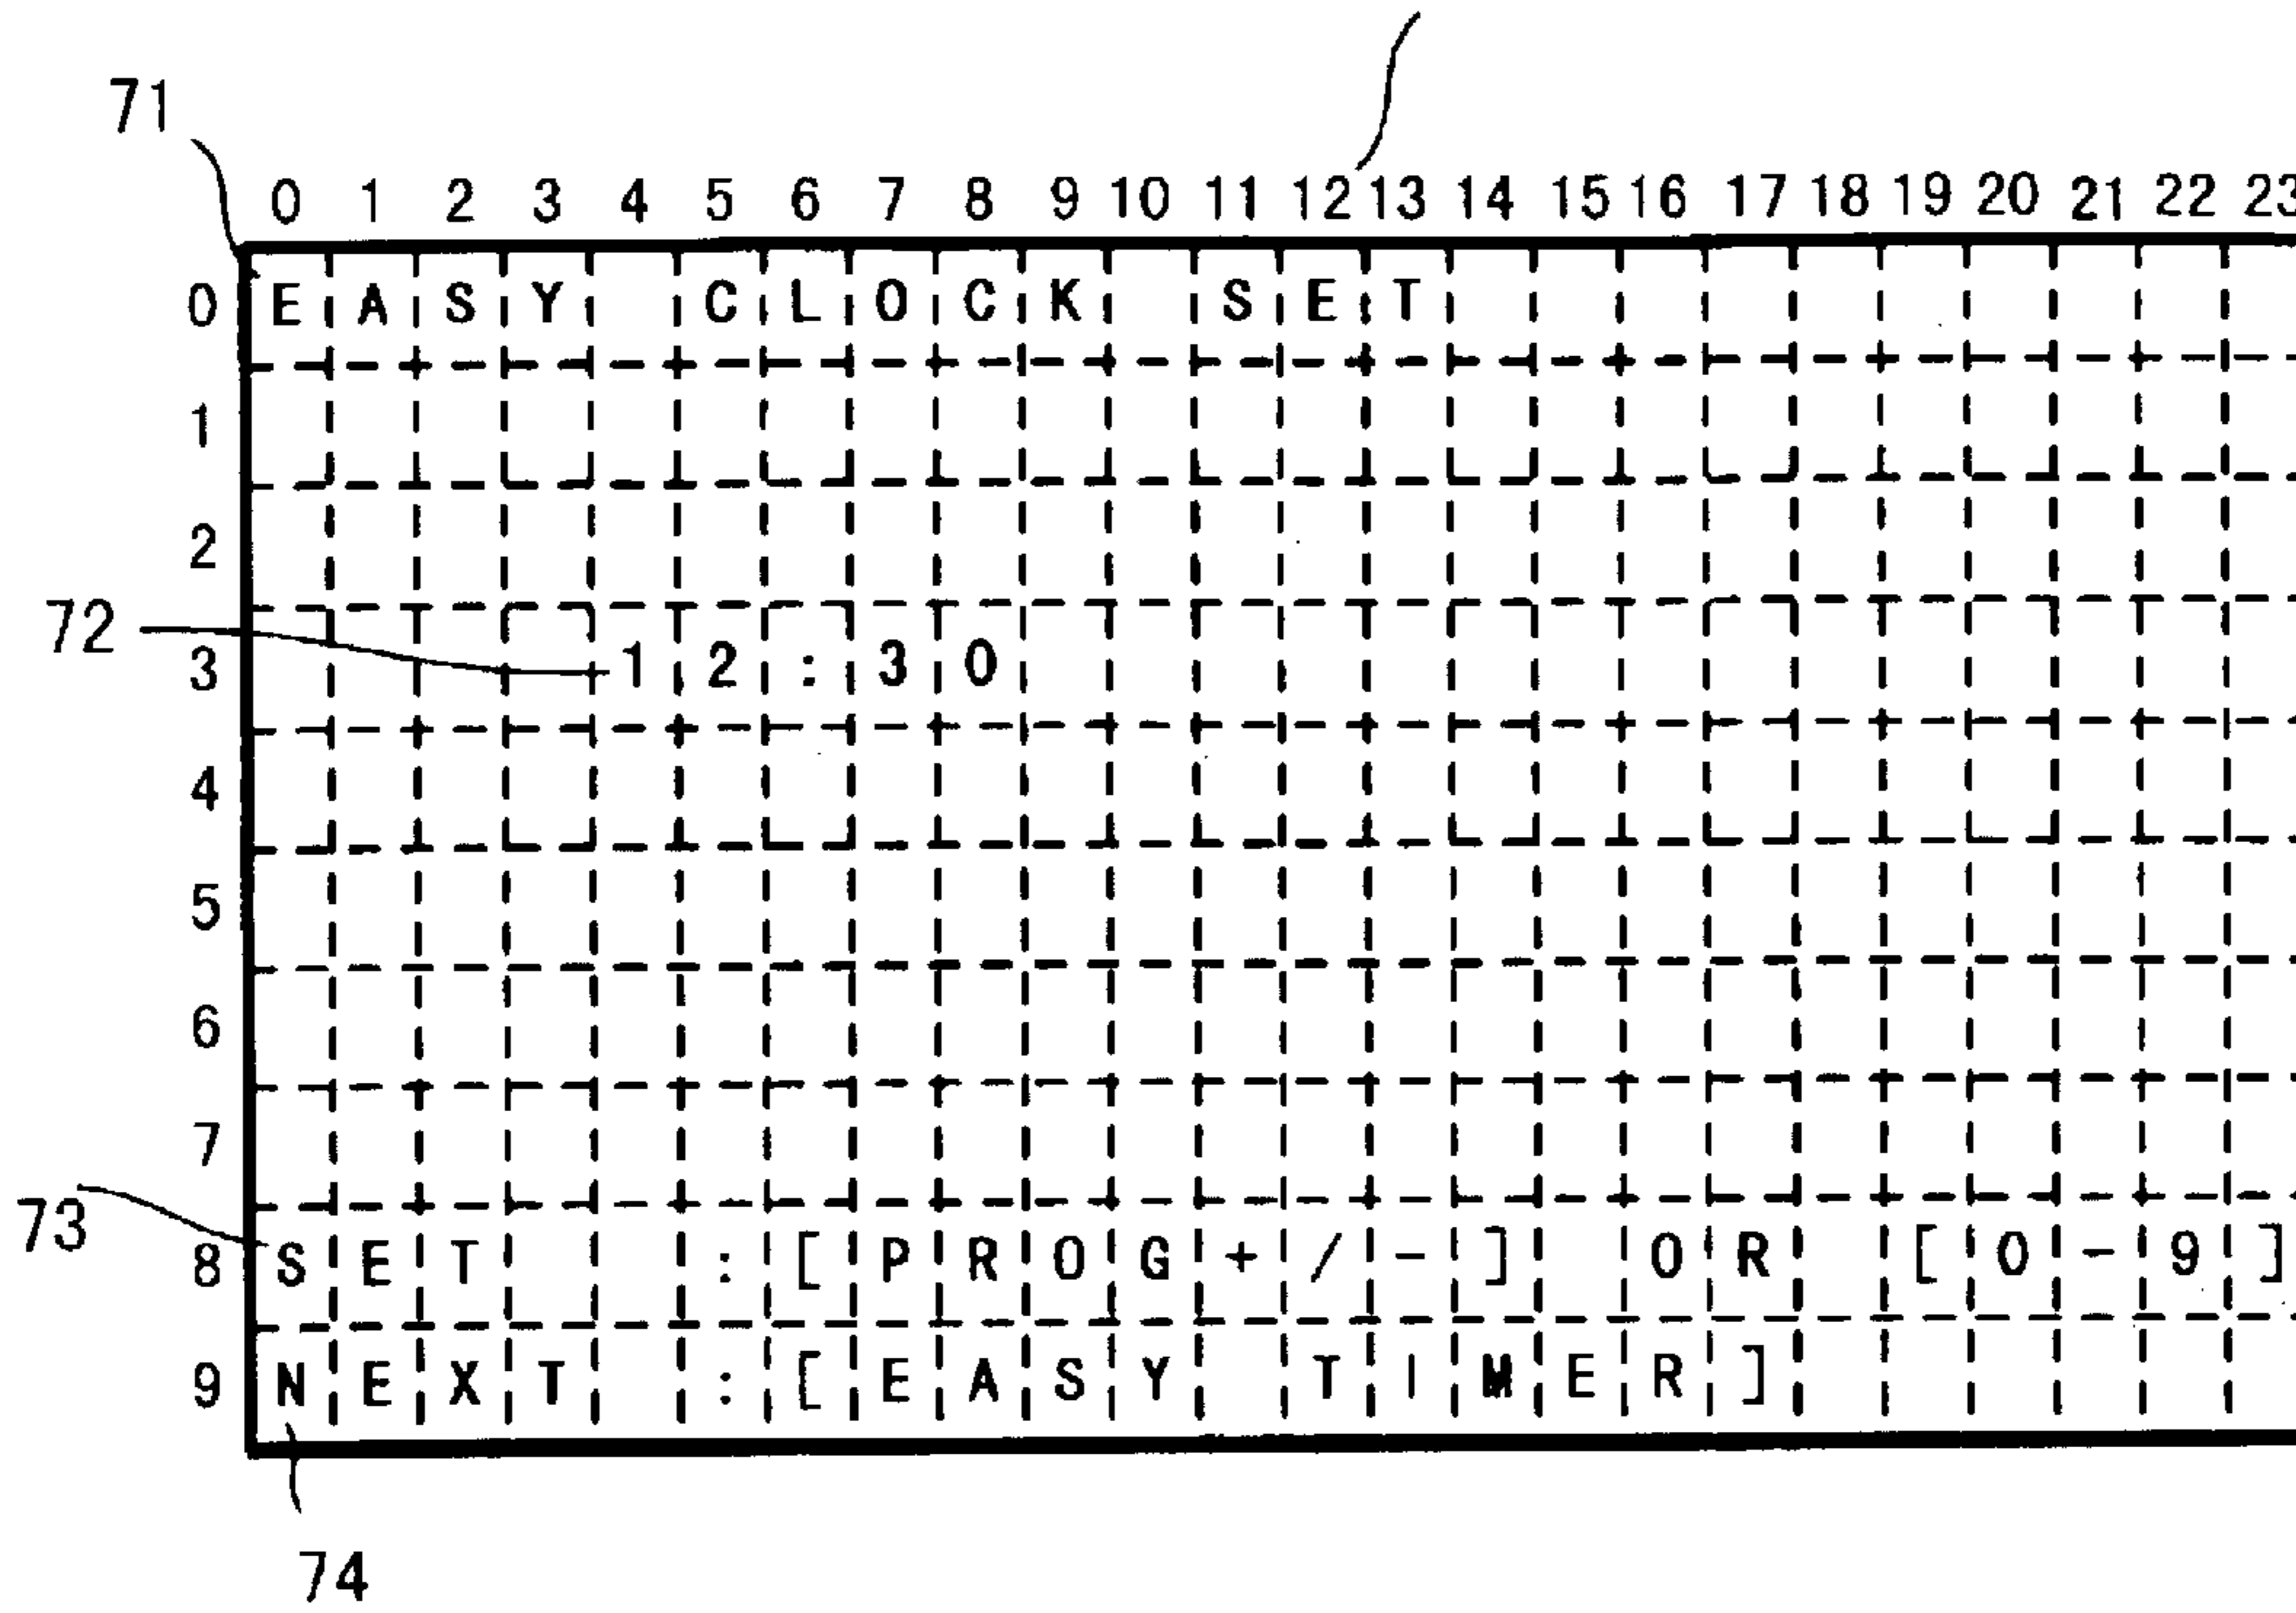 71
0 1 2 3 4 5 6 7 8 9 10 11 12 13 14 15 16 17 18 19 20 21 22 23
0 EASY CLOCK SET
1
2
72
3 12:30
4
5
6
7
73
8 SET  :[PROG+/-] OR [0-9]
9 NEXT :[EASY TIMER]
74